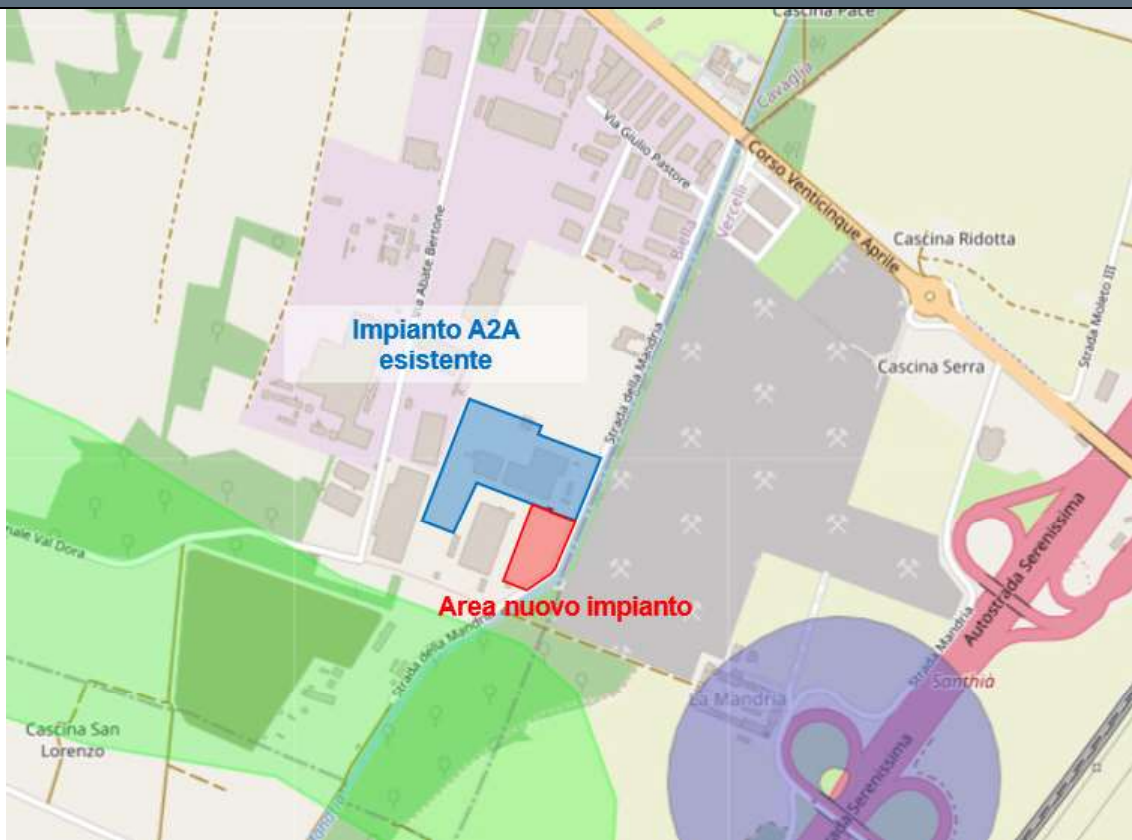 Cascina Pace
Cavaglià
Via Giulio Pastore
Corso Venticinque Aprile
Vercelli
Biella
Cascina Ridotta
Via Abate Bertone
Strada Moleto III
Impianto A2A
esistente
Strada della Mandria
Cascina Serra
Autostrada Serenissima
Val Dora
Area nuovo impianto
Strada della Mandria
Strada Mandria
Santhià
La Mandria
Cascina San
Lorenzo
Serenissima